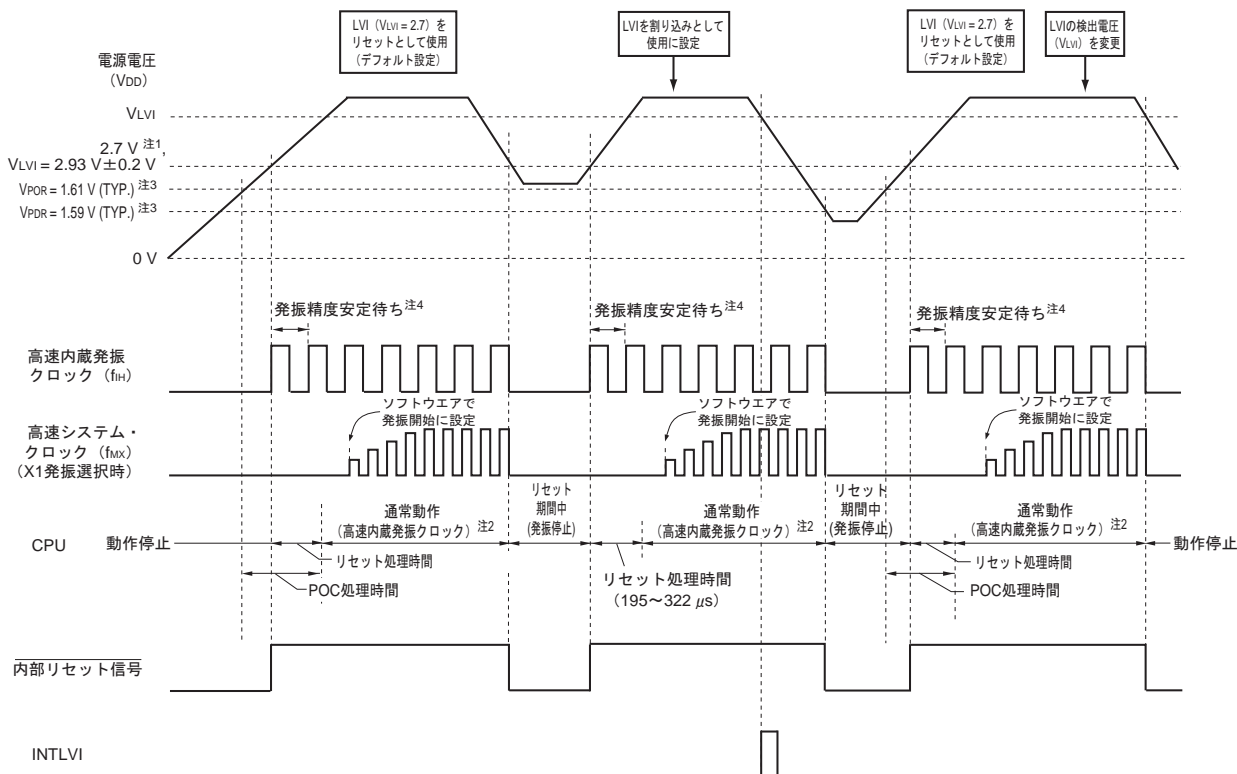 LVI（VLVI = 2.7）を
リセットとして使用
（デフォルト設定）
LVIを割り込みとして
使用に設定
LVI（VLVI = 2.7）を
リセットとして使用
（デフォルト設定）
LVIの検出電圧
（VLVI）を変更
電源電圧
（VDD）
VLVI
2.7 V 注1,
VLVI = 2.93 V±0.2 V
VPOR = 1.61 V (TYP.) 注3
VPDR = 1.59 V (TYP.) 注3
0 V
発振精度安定待ち注4
発振精度安定待ち注4
発振精度安定待ち注4
高速内蔵発振
クロック（fIH）
ソフトウエアで
発振開始に設定
ソフトウエアで
発振開始に設定
ソフトウエアで
発振開始に設定
高速システム・
クロック（fMX）
（X1発振選択時）
リセット
期間中
(発振停止)
リセット
期間中
(発振停止)
通常動作
（高速内蔵発振クロック）注2
通常動作
（高速内蔵発振クロック）注2
通常動作
（高速内蔵発振クロック）注2
CPU
動作停止
動作停止
リセット処理時間
POC処理時間
リセット処理時間
（195～322 μs）
リセット処理時間
POC処理時間
内部リセット信号
INTLVI